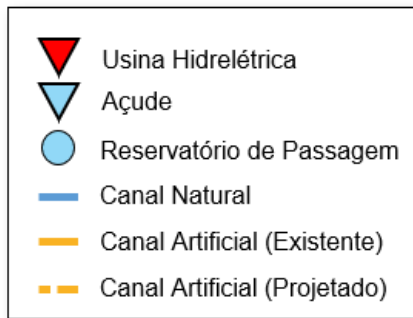 Usina Hidrelétrica
Açude
Reservatório de Passagem
Canal Natural
Canal Artificial (Existente)
Canal Artificial (Projetado)